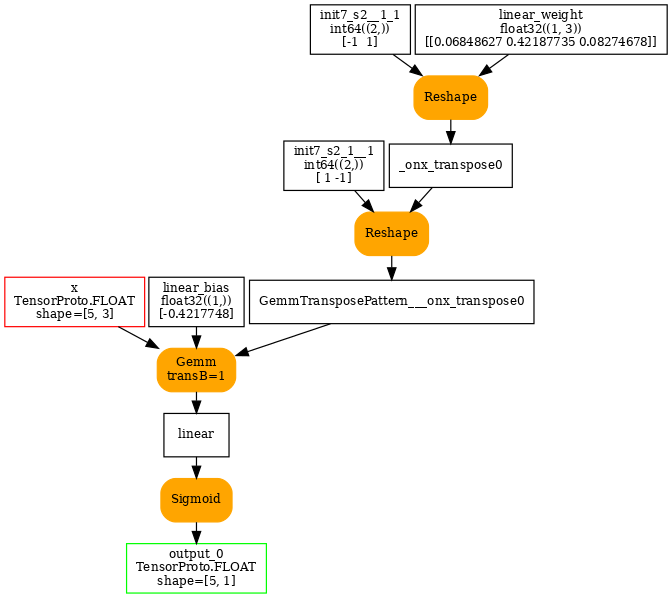 init7_s2__1_1
int64((2,))
[-1  1]
linear_weight
float32((1, 3))
[[0.06848627 0.42187735 0.08274678]]
Reshape
init7_s2_1__1
int64((2,))
[ 1 -1]
_onx_transpose0
Reshape
x
TensorProto.FLOAT
shape=[5, 3]
linear_bias
float32((1,))
[-0.4217748]
GemmTransposePattern___onx_transpose0
Gemm
transB=1
linear
Sigmoid
output_0
TensorProto.FLOAT
shape=[5, 1]